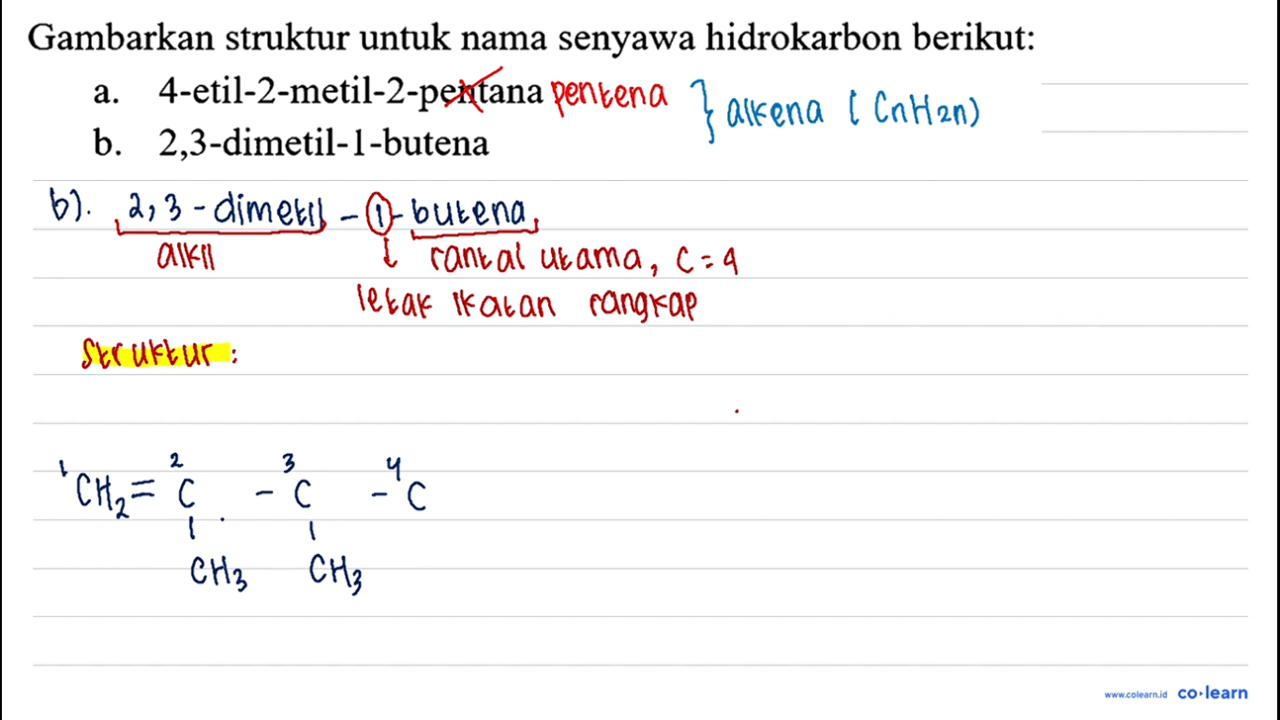 Gambarkan struktur untuk nama senyawa hidrokarbon berikut:
a. 4-etil-2-metil-2-pentana pentena } alkena ( CnH2n)
b. 2,3-dimetil-1-butena
b). 2,3-dimetil - 1 - butena
alkil ↓ rantai utama, C = 4
letak ikatan rangkap
Struktur :
1 2 3 4
CH2 = C - C - C
CH3 CH3
www.colearn.id co·learn